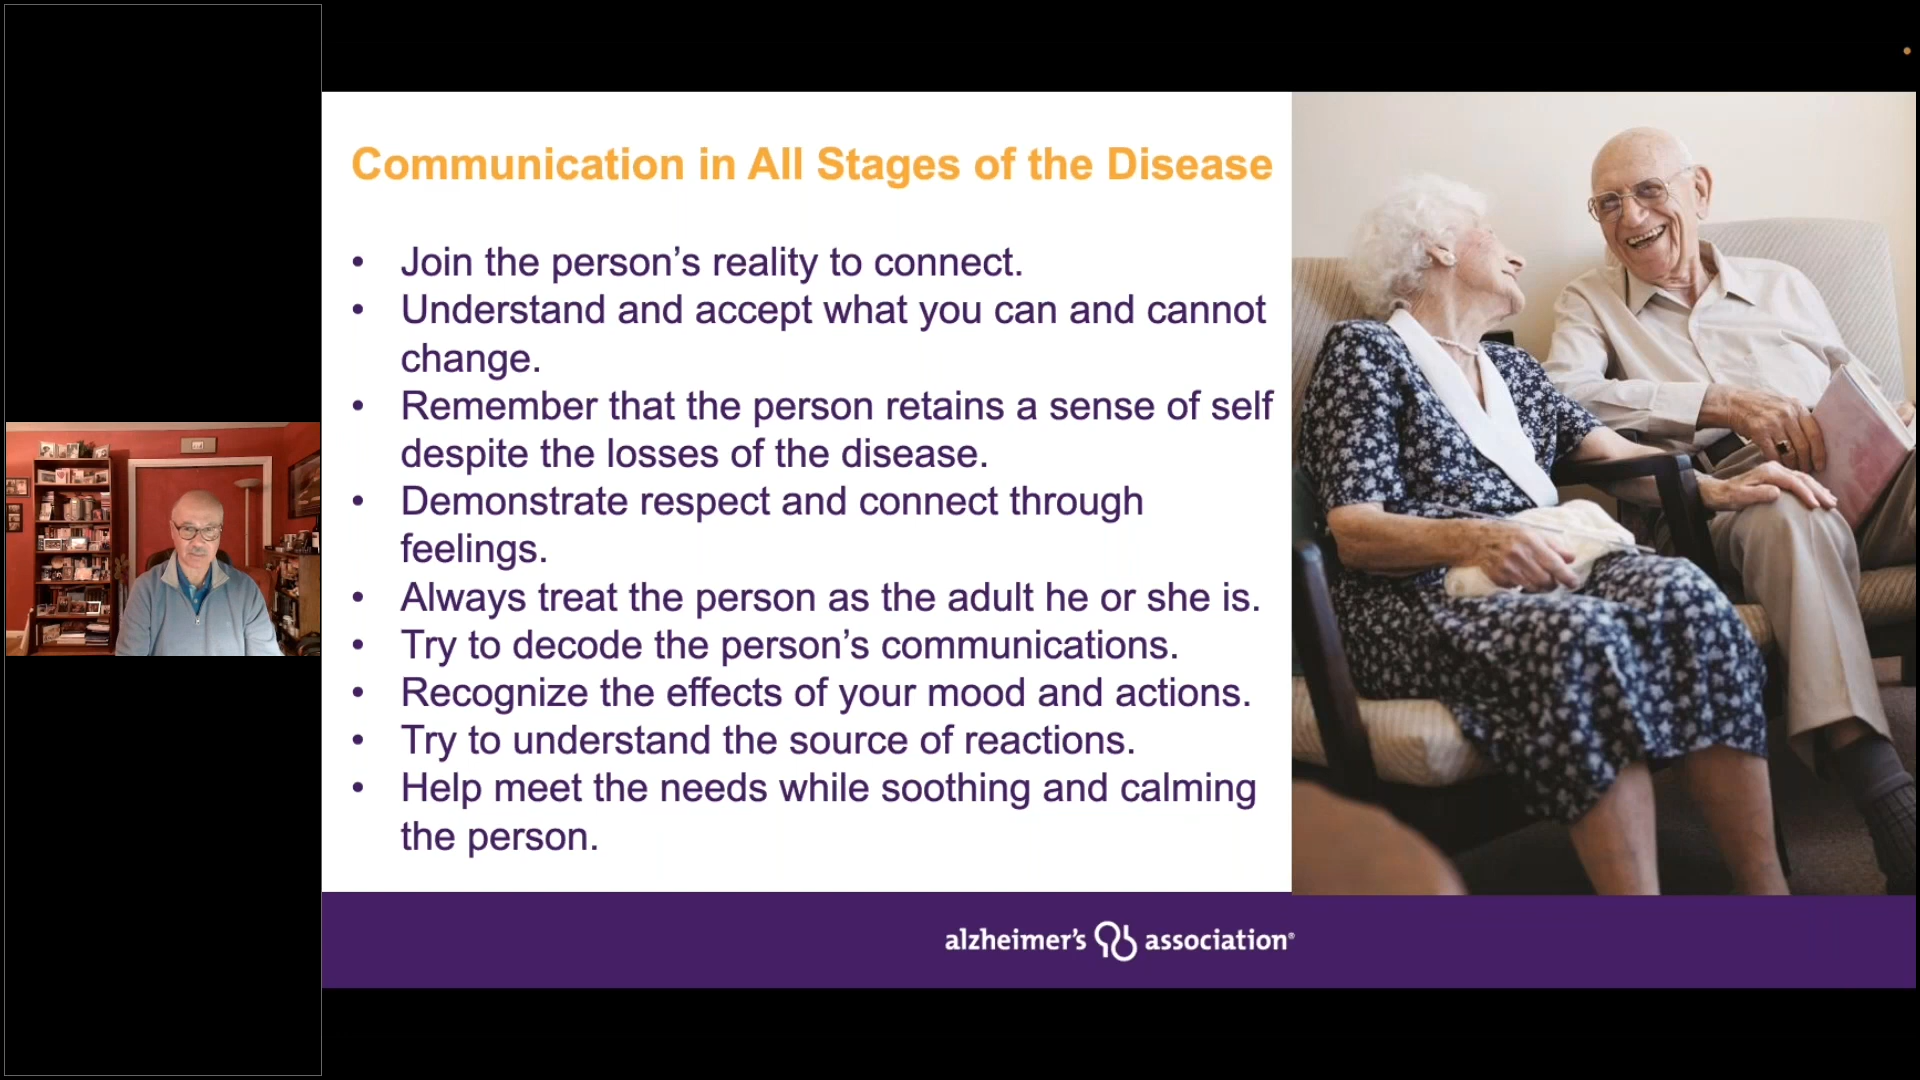 Communication in All Stages of the Disease
• Join the person’s reality to connect.
• Understand and accept what you can and cannot
change.
• Remember that the person retains a sense of self
despite the losses of the disease.
• Demonstrate respect and connect through
feelings.
• Always treat the person as the adult he or she is.
• Try to decode the person’s communications.
• Recognize the effects of your mood and actions.
• Try to understand the source of reactions.
• Help meet the needs while soothing and calming
the person.
alzheimer’s association®